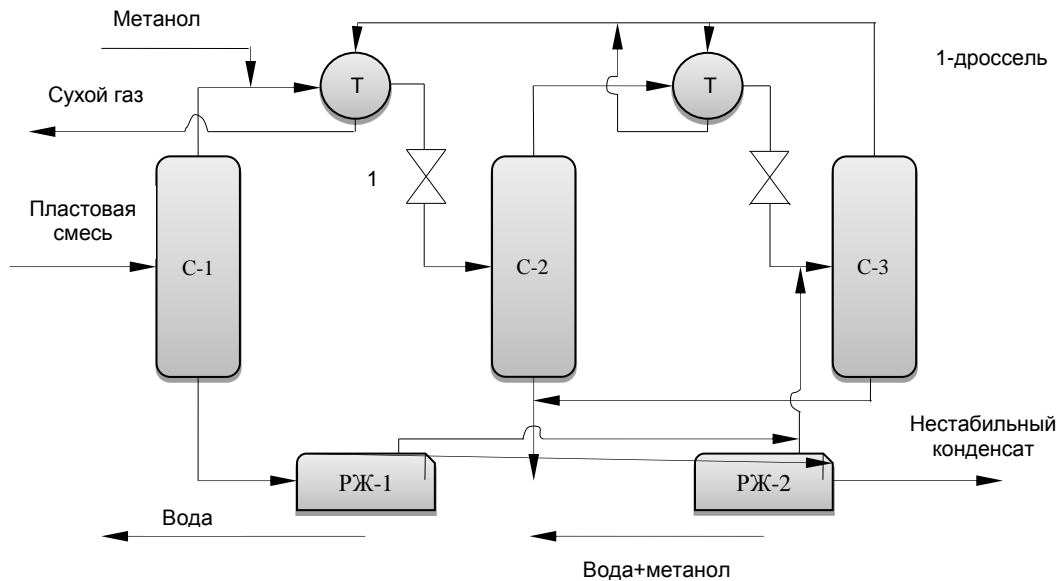 Метанол
Т
Т
1-дроссель
Сухой газ
1
Пластовая
смесь
С-1
С-2
С-3
Нестабильный
конденсат
РЖ-1
РЖ-2
Вода
Вода+метанол